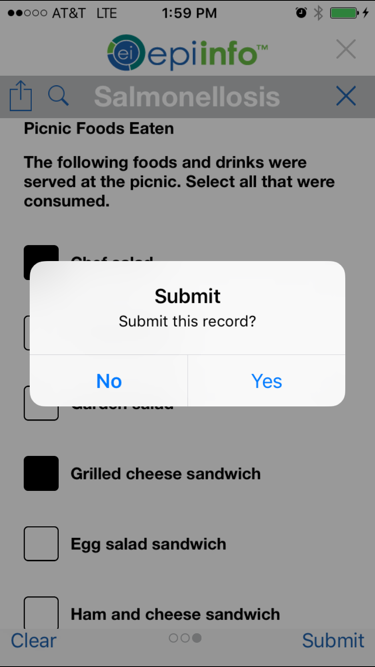 AT&T LTE 1:59 PM
ei epi info™
Salmonellosis
Picnic Foods Eaten
The following foods and drinks were
served at the picnic. Select all that were
consumed.
Chef salad
Submit
Submit this record?
No Yes
Garden salad
Grilled cheese sandwich
Egg salad sandwich
Ham and cheese sandwich
Clear Submit